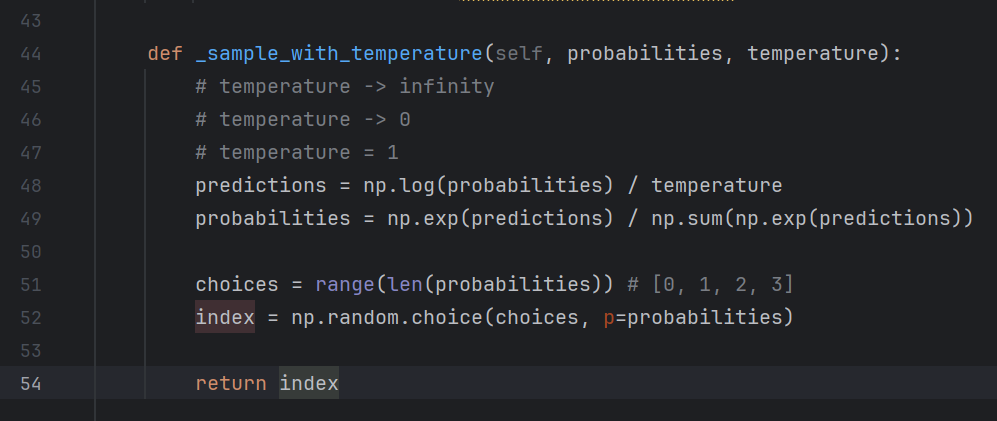 43
44 def _sample_with_temperature(self, probabilities, temperature):
45 # temperature -> infinity
46 # temperature -> 0
47 # temperature = 1
48 predictions = np.log(probabilities) / temperature
49 probabilities = np.exp(predictions) / np.sum(np.exp(predictions))
50
51 choices = range(len(probabilities)) # [0, 1, 2, 3]
52 index = np.random.choice(choices, p=probabilities)
53
54 return index